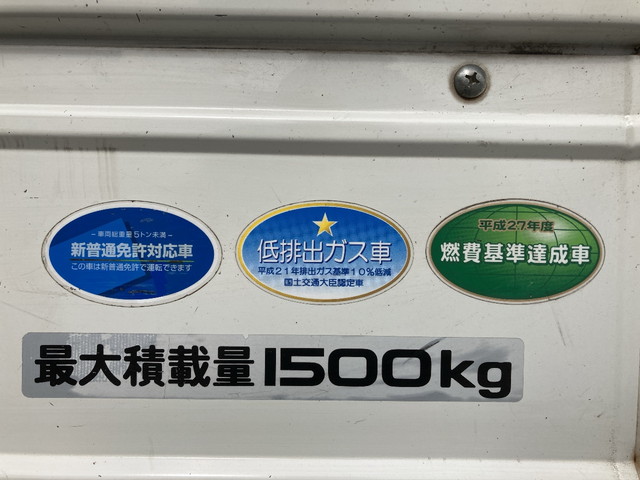 －車両総重量5トン未満－
新普通免許対応車
この車は新普通免許で運転できます
低排出ガス車
平成21年排出ガス基準10%低減
国土交通大臣認定車
平成27年度
燃費基準達成車
最大積載量1500kg